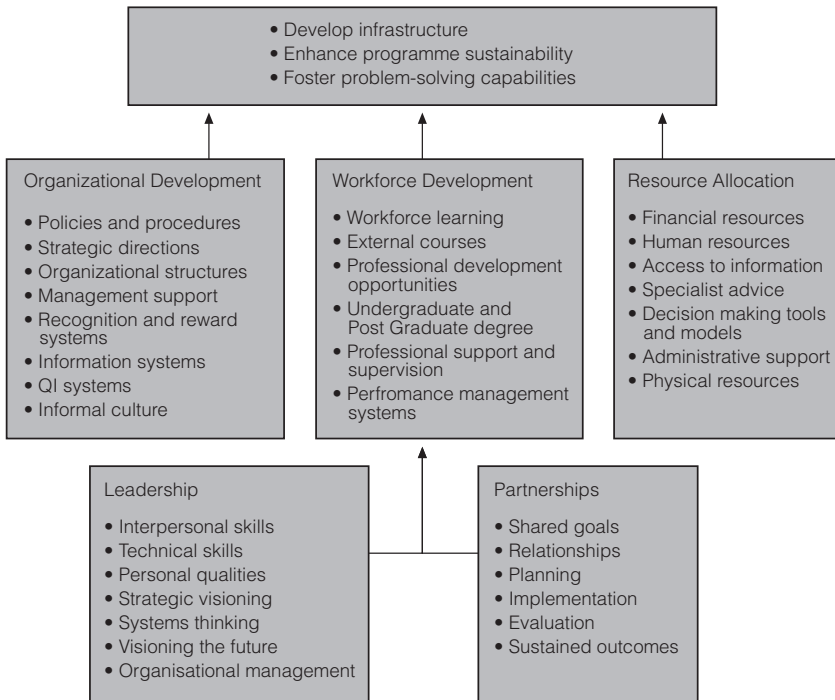 • Develop infrastructure
• Enhance programme sustainability
• Foster problem-solving capabilities
Organizational Development
• Policies and procedures
• Strategic directions
• Organizational structures
• Management support
• Recognition and reward
systems
• Information systems
• QI systems
• Informal culture
Workforce Development
• Workforce learning
• External courses
• Professional development
opportunities
• Undergraduate and
Post Graduate degree
• Professional support and
supervision
• Perfromance management
systems
Resource Allocation
• Financial resources
• Human resources
• Access to information
• Specialist advice
• Decision making tools
and models
• Administrative support
• Physical resources
Leadership
• Interpersonal skills
• Technical skills
• Personal qualities
• Strategic visioning
• Systems thinking
• Visioning the future
• Organisational management
Partnerships
• Shared goals
• Relationships
• Planning
• Implementation
• Evaluation
• Sustained outcomes